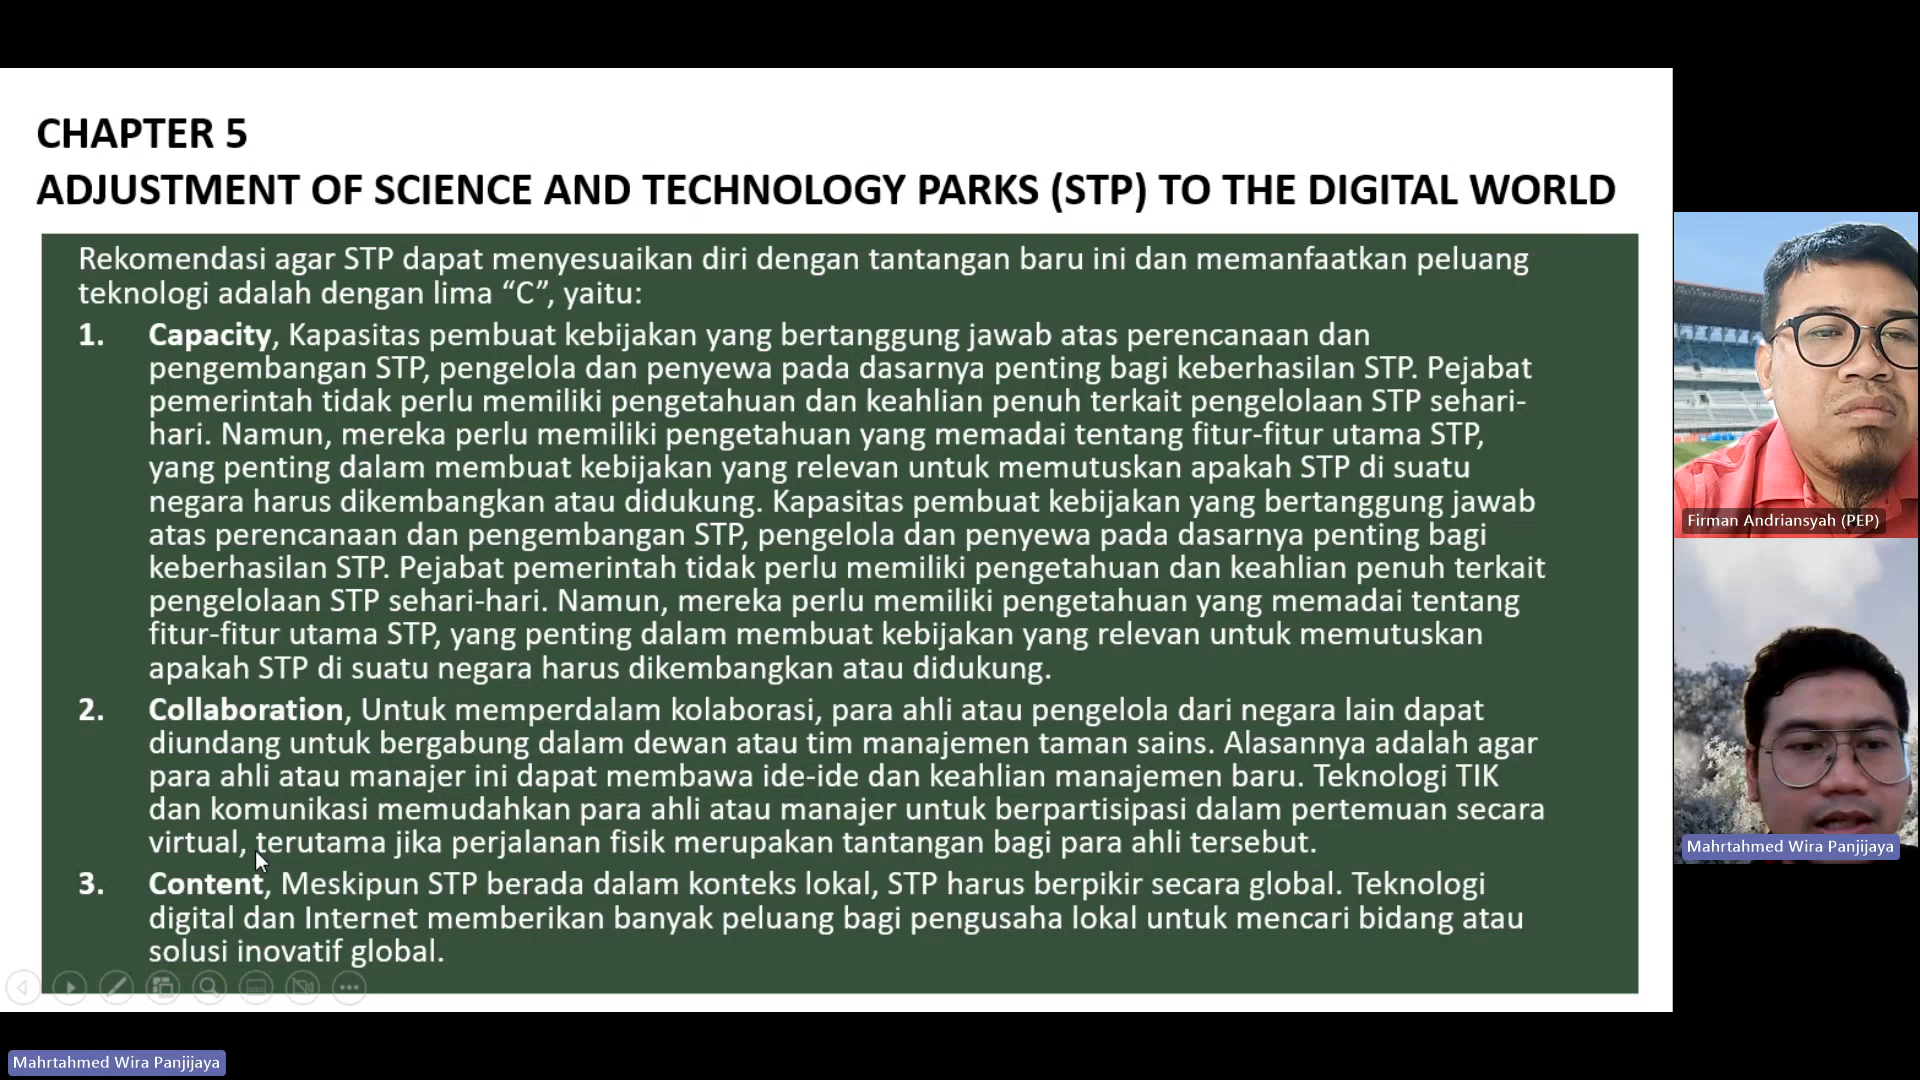 CHAPTER 5
ADJUSTMENT OF SCIENCE AND TECHNOLOGY PARKS (STP) TO THE DIGITAL WORLD
Rekomendasi agar STP dapat menyesuaikan diri dengan tantangan baru ini dan memanfaatkan peluang
teknologi adalah dengan lima “C”, yaitu:
1. Capacity, Kapasitas pembuat kebijakan yang bertanggung jawab atas perencanaan dan
pengembangan STP, pengelola dan penyewa pada dasarnya penting bagi keberhasilan STP. Pejabat
pemerintah tidak perlu memiliki pengetahuan dan keahlian penuh terkait pengelolaan STP sehari-
hari. Namun, mereka perlu memiliki pengetahuan yang memadai tentang fitur-fitur utama STP,
yang penting dalam membuat kebijakan yang relevan untuk memutuskan apakah STP di suatu
negara harus dikembangkan atau didukung. Kapasitas pembuat kebijakan yang bertanggung jawab
atas perencanaan dan pengembangan STP, pengelola dan penyewa pada dasarnya penting bagi
keberhasilan STP. Pejabat pemerintah tidak perlu memiliki pengetahuan dan keahlian penuh terkait
pengelolaan STP sehari-hari. Namun, mereka perlu memiliki pengetahuan yang memadai tentang
fitur-fitur utama STP, yang penting dalam membuat kebijakan yang relevan untuk memutuskan
apakah STP di suatu negara harus dikembangkan atau didukung.
2. Collaboration, Untuk memperdalam kolaborasi, para ahli atau pengelola dari negara lain dapat
diundang untuk bergabung dalam dewan atau tim manajemen taman sains. Alasannya adalah agar
para ahli atau manajer ini dapat membawa ide-ide dan keahlian manajemen baru. Teknologi TIK
dan komunikasi memudahkan para ahli atau manajer untuk berpartisipasi dalam pertemuan secara
virtual, terutama jika perjalanan fisik merupakan tantangan bagi para ahli tersebut.
3. Content, Meskipun STP berada dalam konteks lokal, STP harus berpikir secara global. Teknologi
digital dan Internet memberikan banyak peluang bagi pengusaha lokal untuk mencari bidang atau
solusi inovatif global.
Firman Andriansyah (PEP)
Mahrtahmed Wira Panjijaya
Mahrtahmed Wira Panjijaya